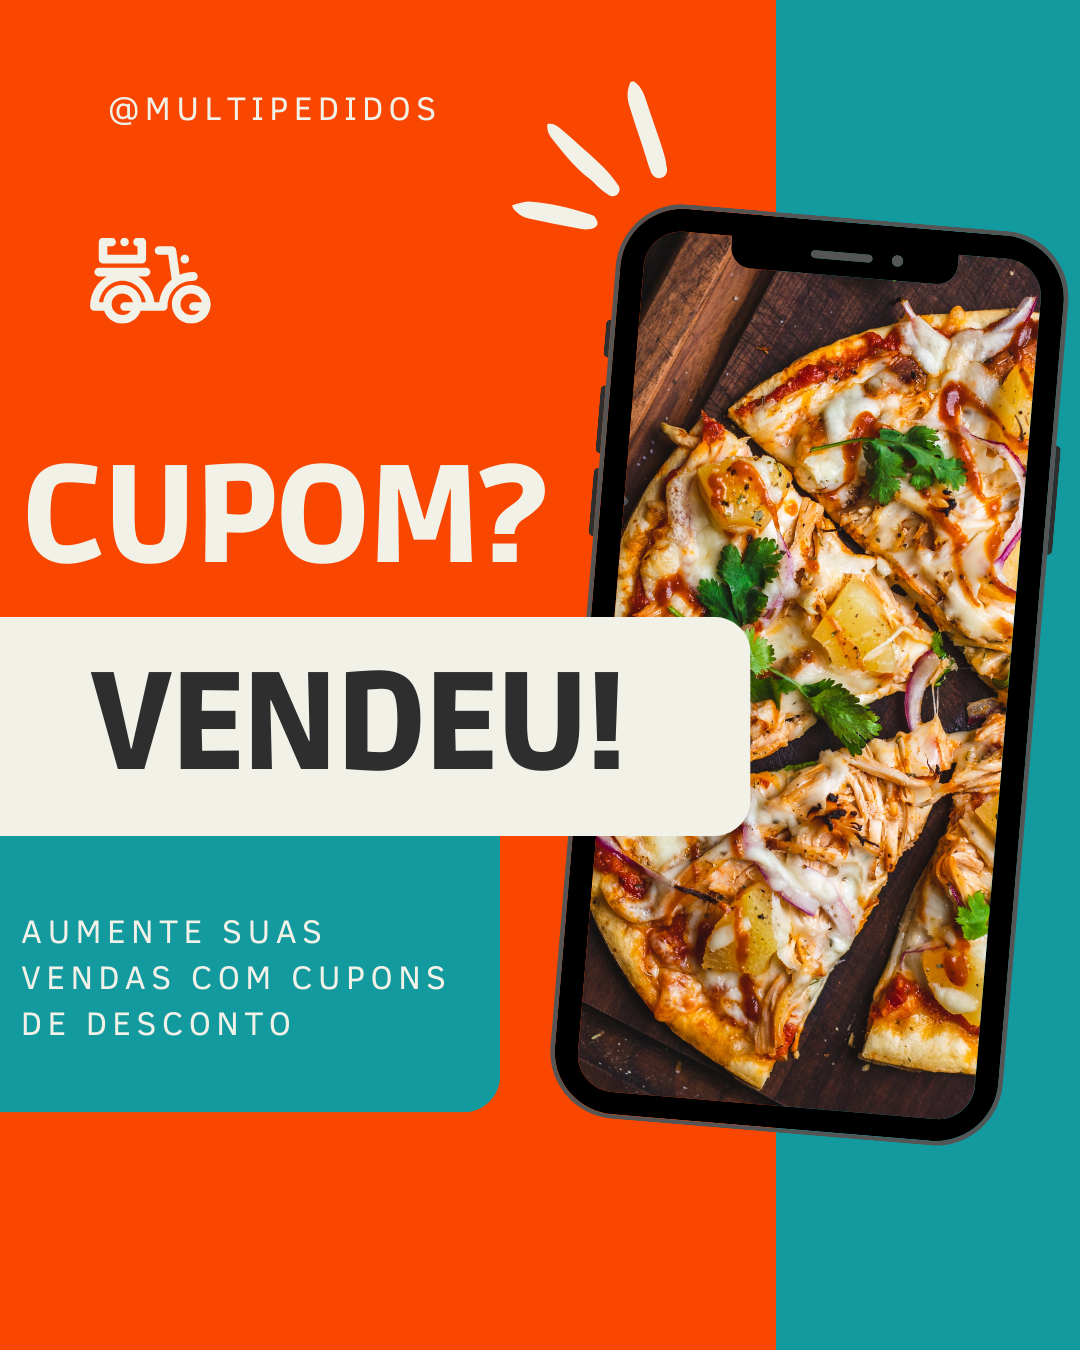 @MULTIPEDIDOS
CUPOM?
VENDEU!
AUMENTE SUAS
VENDAS COM CUPONS
DE DESCONTO